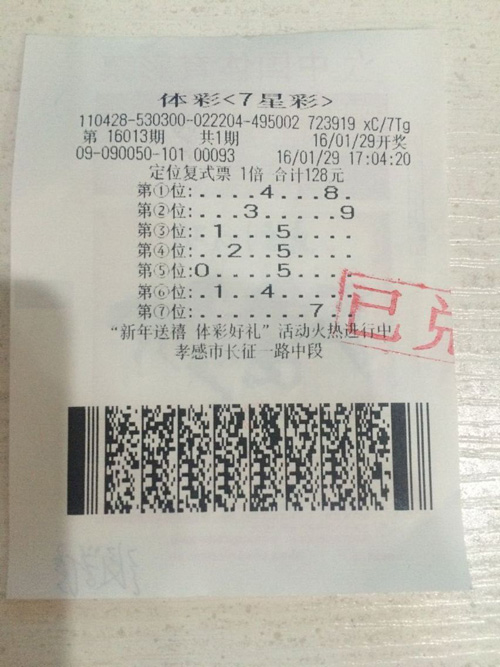 体彩<7星彩>
110428-530300-022204-495002 723919 xC/7Tg
第 16013期 共1期 16/01/29开奖
09-090050-101 00093 16/01/29 17:04:20
定位复式票 1倍 合计128元
第①位:....4...8.
第②位:...3.....9
第③位:.1...5....
第④位:..2..5....
第⑤位:0....5....
第⑥位:.1..4.....
第⑦位:.......7..
已兑
“新年送禧 体彩好礼”活动火热进行中
孝感市长征一路中段